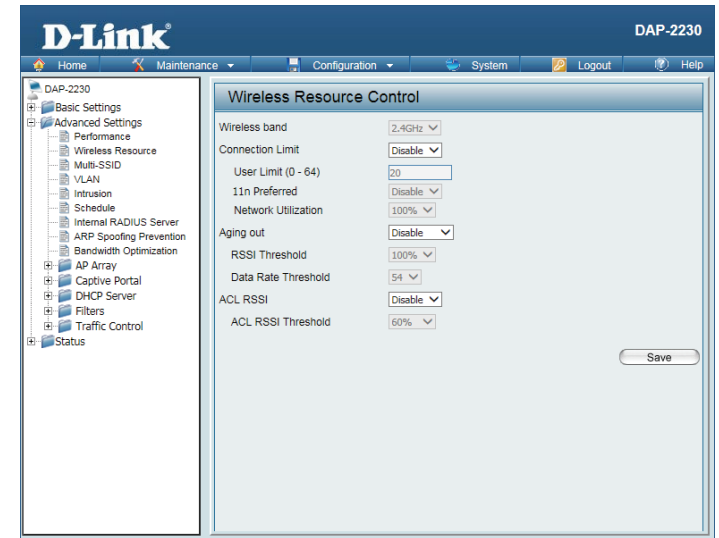 D-Link®
DAP-2230
Home Maintenance Configuration System Logout Help
DAP-2230
Basic Settings
Advanced Settings
Performance
Wireless Resource
Multi-SSID
VLAN
Intrusion
Schedule
Internal RADIUS Server
ARP Spoofing Prevention
Bandwidth Optimization
AP Array
Captive Portal
DHCP Server
Filters
Traffic Control
Status
Wireless Resource Control
Wireless band 2.4GHz
Connection Limit Disable
User Limit (0 - 64) 20
11n Preferred Disable
Network Utilization 100%
Aging out Disable
RSSI Threshold 100%
Data Rate Threshold 54
ACL RSSI Disable
ACL RSSI Threshold 60%
Save